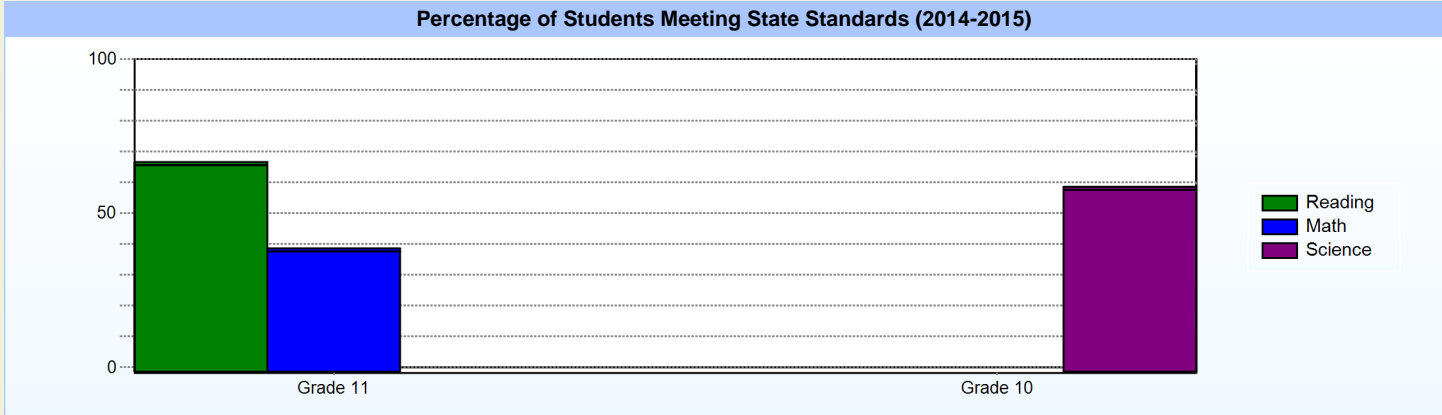 Percentage of Students Meeting State Standards (2014-2015)
100
50
0
Grade 11
Grade 10
Reading
Math
Science